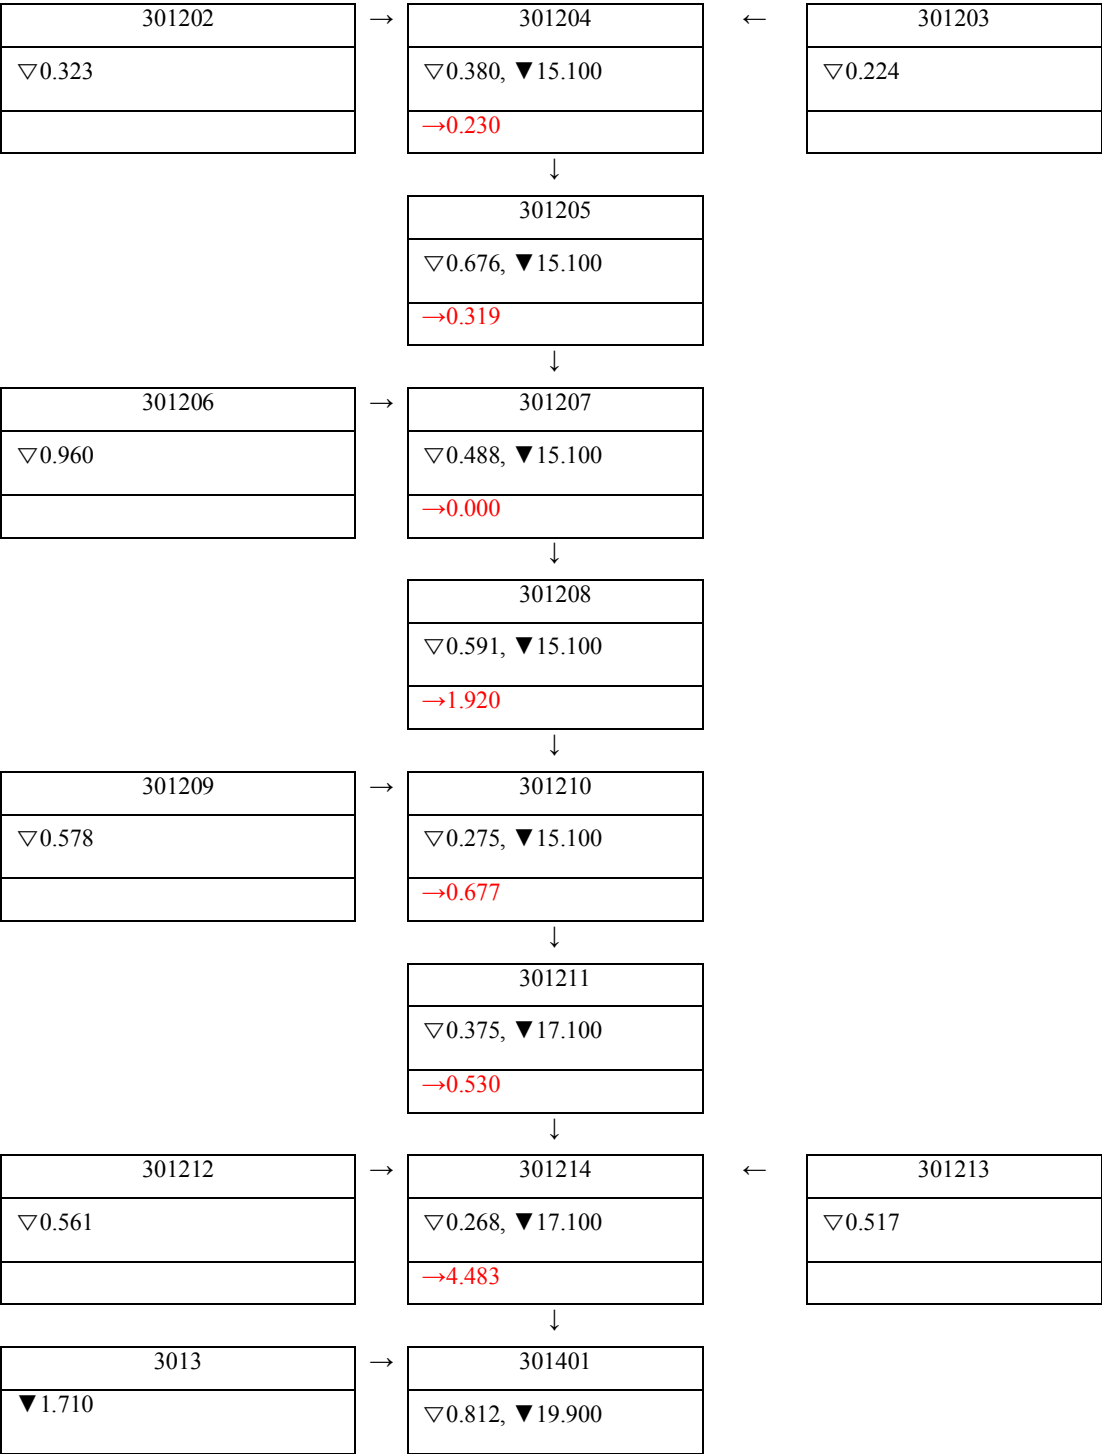 301202 → 301204 ← 301203
▽0.323 ▽0.380, ▼15.100 ▽0.224
→0.230
↓
301205
▽0.676, ▼15.100
→0.319
↓
301206 → 301207
▽0.960 ▽0.488, ▼15.100
→0.000
↓
301208
▽0.591, ▼15.100
→1.920
↓
301209 → 301210
▽0.578 ▽0.275, ▼15.100
→0.677
↓
301211
▽0.375, ▼17.100
→0.530
↓
301212 → 301214 ← 301213
▽0.561 ▽0.268, ▼17.100 ▽0.517
→4.483
↓
3013 → 301401
▼1.710 ▽0.812, ▼19.900